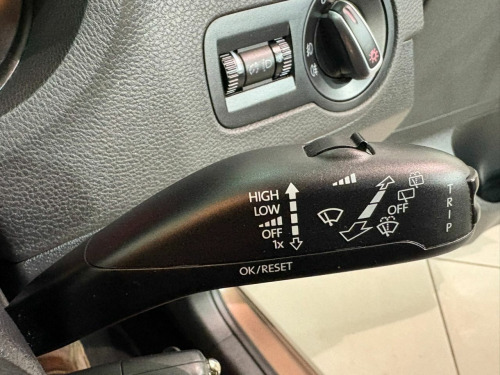 HIGH
LOW
OFF
1x
OFF
TRIP
OK/RESET